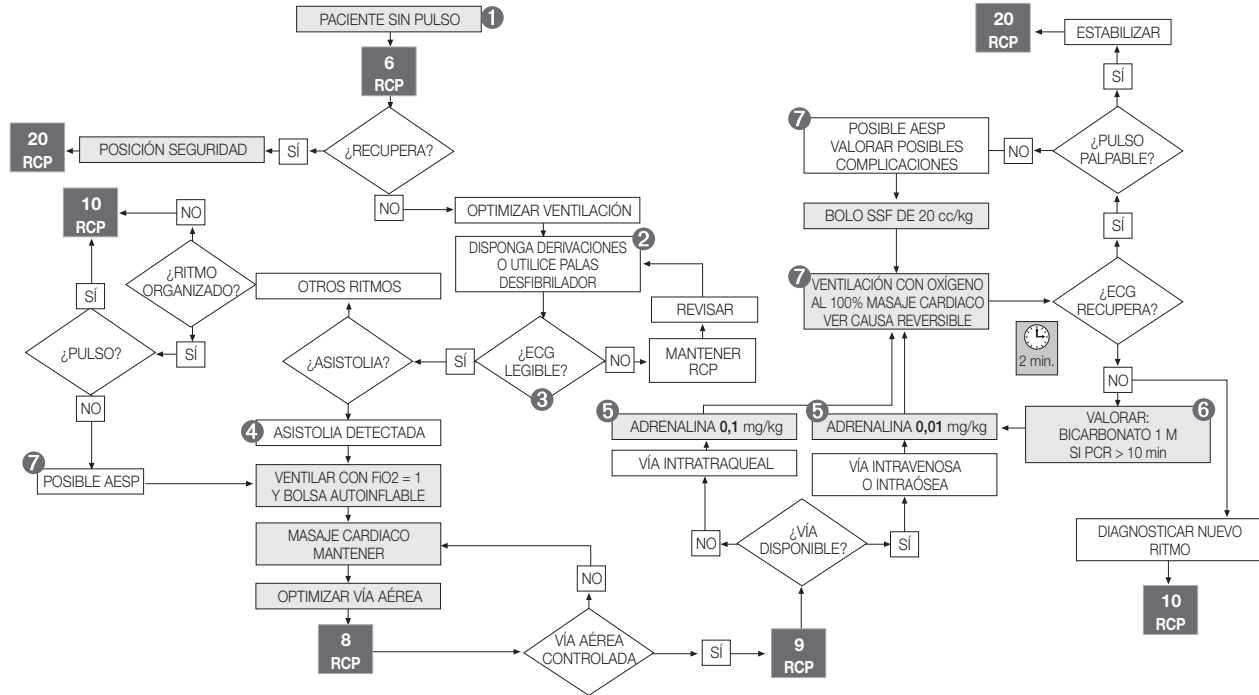 PACIENTE SIN PULSO
1
6
RCP
¿RECUPERA?
SÍ
POSICIÓN SEGURIDAD
20
RCP
NO
OPTIMIZAR VENTILACIÓN
2
DISPONGA DERIVACIONES
O UTILICE PALAS
DESFIBRILADOR
¿ECG
LEGIBLE?
3
NO
MANTENER
RCP
REVISAR
SÍ
¿ASISTOLIA?
OTROS RITMOS
¿RITMO
ORGANIZADO?
NO
10
RCP
SÍ
¿PULSO?
SÍ
NO
7
POSIBLE AESP
4
ASISTOLIA DETECTADA
VENTILAR CON FiO2 = 1
Y BOLSA AUTOINFLABLE
MASAJE CARDIACO
MANTENER
OPTIMIZAR VÍA AÉREA
8
RCP
VÍA AÉREA
CONTROLADA
NO
SÍ
9
RCP
¿VÍA
DISPONIBLE?
NO
SÍ
VÍA INTRATRAQUEAL
VÍA INTRAVENOSA
O INTRAÓSEA
5
ADRENALINA 0,1 mg/kg
5
ADRENALINA 0,01 mg/kg
7
VENTILACIÓN CON OXÍGENO
AL 100% MASAJE CARDIACO
VER CAUSA REVERSIBLE
2 min.
¿ECG
RECUPERA?
SÍ
¿PULSO
PALPABLE?
SÍ
ESTABILIZAR
20
RCP
NO
7
POSIBLE AESP
VALORAR POSIBLES
COMPLICACIONES
BOLO SSF DE 20 cc/kg
NO
6
VALORAR:
BICARBONATO 1 M
SI PCR > 10 min
DIAGNOSTICAR NUEVO
RITMO
10
RCP